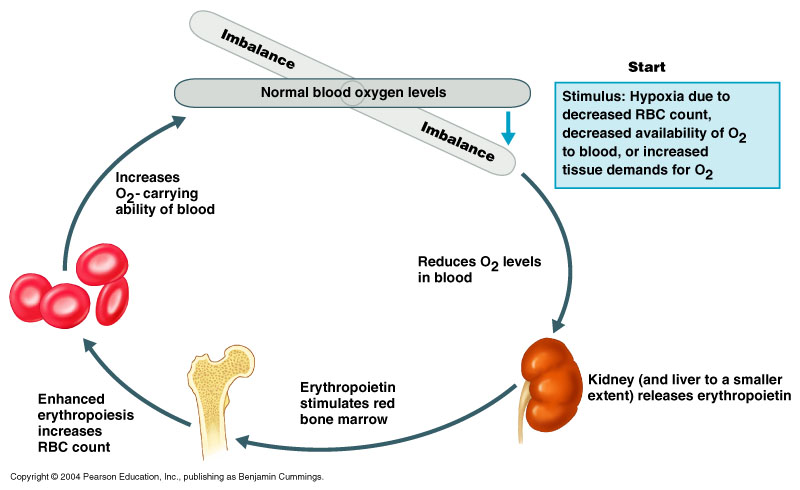 Imbalance
Normal blood oxygen levels
Imbalance
Start
Stimulus: Hypoxia due to
decreased RBC count,
decreased availability of O2
to blood, or increased
tissue demands for O2
Reduces O2 levels
in blood
Kidney (and liver to a smaller
extent) releases erythropoietin
Erythropoietin
stimulates red
bone marrow
Enhanced
erythropoiesis
increases
RBC count
Increases
O2- carrying
ability of blood
Copyright © 2004 Pearson Education, Inc., publishing as Benjamin Cummings.